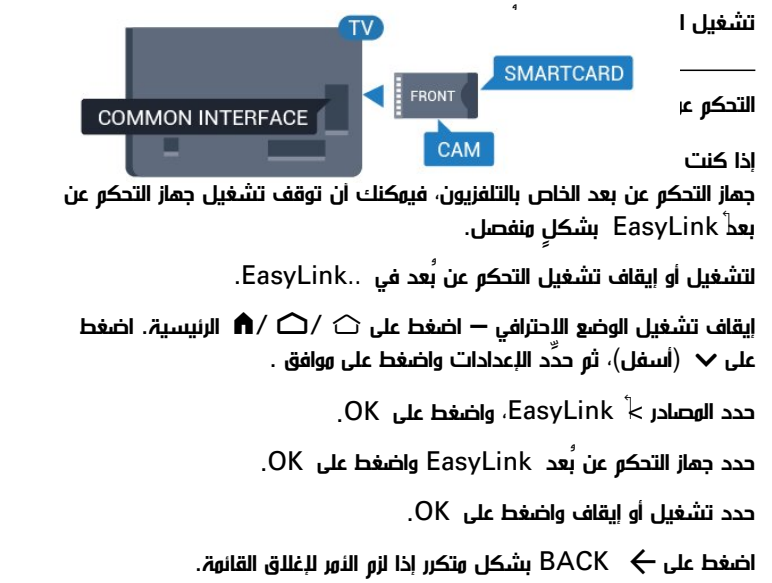 تشغيل ا
TV
SMARTCARD
FRONT
COMMON INTERFACE
CAM
التحكم عن
إذا كنت
جهاز التحكم عن بعد الخاص بالتلفزيون، فيمكنك أن توقف تشغيل جهاز التحكم عن
بعد EasyLink بشكلٍ منفصل.
لتشغيل أو إيقاف تشغيل التحكم عن بُعد في EasyLink..
إيقاف تشغيل الوضع الاحترافي – اضغط على / / الرئيسية. اضغط
على (أسفل)، ثم حدِّد الإعدادات واضغط على موافق .
حدد المصادر > EasyLink، واضغط على OK.
حدد جهاز التحكم عن بُعد EasyLink واضغط على OK.
حدد تشغيل أو إيقاف واضغط على OK.
اضغط على ← BACK بشكل متكرر إذا لزم الأمر لإغلاق القائمة.